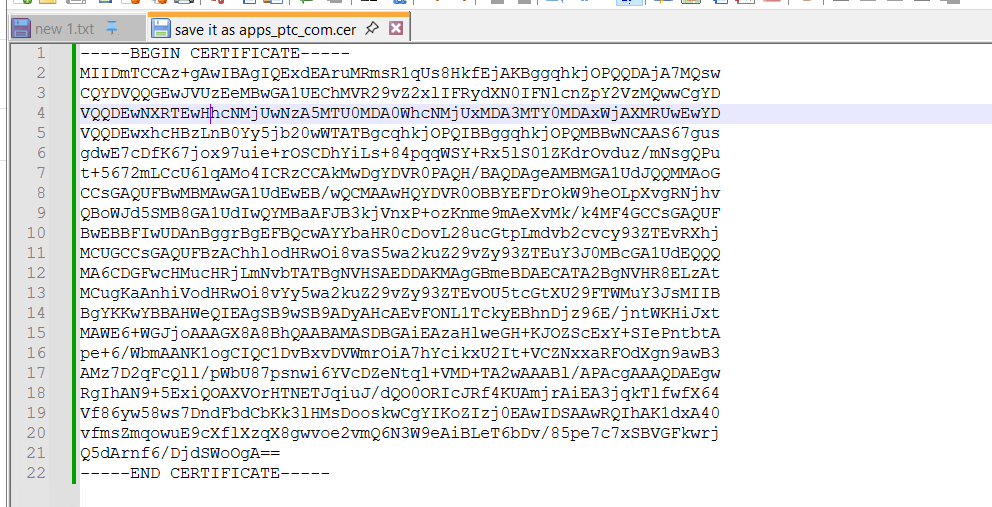 new 1.txt
save it as apps_ptc_com.cer
1 -----BEGIN CERTIFICATE-----
2 MIIDmTCCAz+gAwIBAgIQExdEAruMRmsR1qUs8HkfEjAKBggqhkjOPQQDAjA7MQsw
3 CQYDVQQGEwJVUzEeMBwGA1UEChMVR29vZ2xlIFRydXN0IFNlcnZpY2VzMQwwCgYD
4 VQQDEwNXRTEwHhcNMjUwNzA5MTU0MDA0WhcNMjUxMDA3MTY0MDAxWjAXMRUwEwYD
5 VQQDEwxhcHBzLnB0Yy5jb20wWTATBgcqhkjOPQIBBggqhkjOPQMBBwNCAAS67gus
6 gdwE7cDfK67jox97uie+rOSCDhYiLs+84pqqWSY+Rx5lS01ZKdrOvduz/mNsgQPu
7 t+5672mLCcU6lqAMo4ICRzCCAkMwDgYDVR0PAQH/BAQDAgeAMBMGA1UdJQQMMAoG
8 CCsGAQUFBwMBMAwGA1UdEwEB/wQCMAAwHQYDVR0OBBYEFDrOkW9heOLpXvgRNjhv
9 QBoWJd5SMB8GA1UdIwQYMBaAFJB3kjVnxP+ozKnme9mAeXvMk/k4MF4GCCsGAQUF
10 BwEBBFIwUDAnBggrBgEFBQcwAYYbaHR0cDovL28ucGtpLmdvb2cvcy93ZTEvRXhj
11 MCUGCCsGAQUFBzAChhlodHRwOi8vaS5wa2kuZ29vZy93ZTEuY3J0MBcGA1UdEQQQ
12 MA6CDGFwcHMucHRjLmNvbTATBgNVHSAEDDAKMAgGBmeBDAECATA2BgNVHR8ELzAt
13 MCugKaAnhiVodHRwOi8vYy5wa2kuZ29vZy93ZTEvOU5tcGtXU29FTWMuY3JsMIIB
14 BgYKKwYBBAHWeQIEAgSB9wSB9ADyAHcAEvFONL1TckyEBhnDjz96E/jntWKHiJxt
15 MAWE6+WGJjoAAAGX8A8BhQAABAMASDBGAiEAzaHlweGH+KJOZScExY+SIePntbtA
16 pe+6/WbmAANK1ogCIQC1DvBxvDVWmrOiA7hYcikxU2It+VCZNxxaRFOdXgn9awB3
17 AMz7D2qFcQll/pWbU87psnwi6YVcDZeNtql+VMD+TA2wAAABl/APAcgAAAQDAEgw
18 RgIhAN9+5ExiQOAXVOrHTNETJqiuJ/dQO0ORIcJRf4KUAmjrAiEA3jqkTlfwfX64
19 Vf86yw58ws7DndFbdCbKk3lHMsDooskwCgYIKoZIzj0EAwIDSAAwRQIhAK1dxA40
20 vfmsZmqowuE9cXflXzqX8gwvoe2vmQ6N3W9eAiBLeT6bDv/85pe7c7xSBVGFkwrj
21 Q5dArnf6/DjdSWoOgA==
22 -----END CERTIFICATE-----